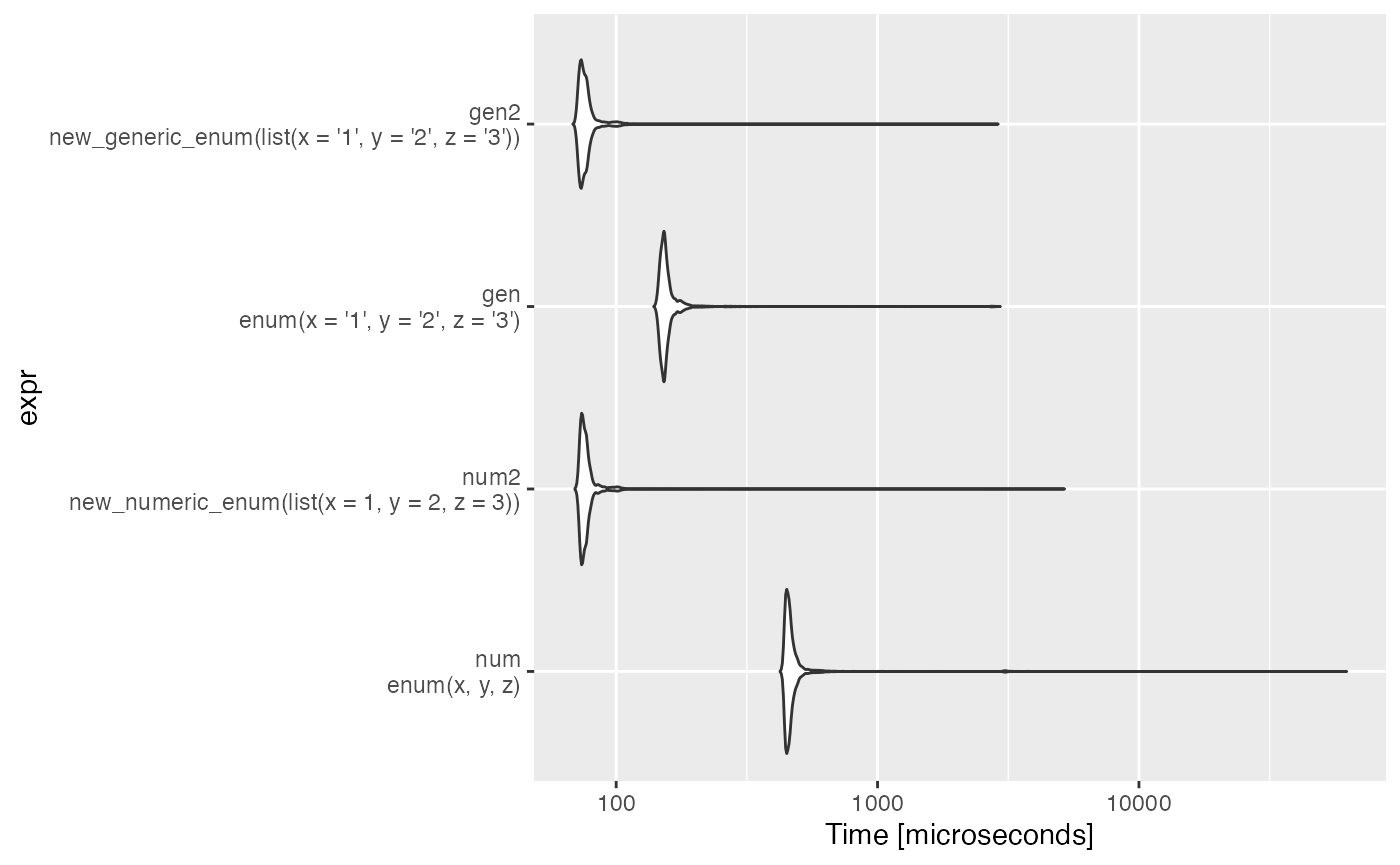 gen2
new_generic_enum(list(x = '1', y = '2', z = '3'))
gen
enum(x = '1', y = '2', z = '3')
expr
num2
new_numeric_enum(list(x = 1, y = 2, z = 3))
num
enum(x, y, z)
100
1000
10000
Time [microseconds]